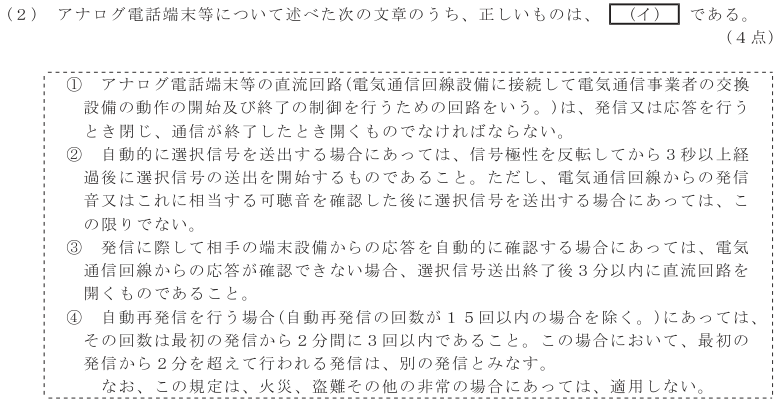 (２) アナログ電話端末等について述べた次の文章のうち、正しいものは、 (イ) である。
(４点)
① アナログ電話端末等の直流回路(電気通信回線設備に接続して電気通信事業者の交換
設備の動作の開始及び終了の制御を行うための回路をいう。)は、発信又は応答を行う
とき閉じ、通信が終了したとき開くものでなければならない。
② 自動的に選択信号を送出する場合にあっては、信号極性を反転してから３秒以上経
過後に選択信号の送出を開始するものであること。ただし、電気通信回線からの発信
音又はこれに相当する可聴音を確認した後に選択信号を送出する場合にあっては、こ
の限りでない。
③ 発信に際して相手の端末設備からの応答を自動的に確認する場合にあっては、電気
通信回線からの応答が確認できない場合、選択信号送出終了後３分以内に直流回路を
開くものであること。
④ 自動再発信を行う場合(自動再発信の回数が１５回以内の場合を除く。)にあっては、
その回数は最初の発信から２分間に３回以内であること。この場合において、最初の
発信から２分を超えて行われる発信は、別の発信とみなす。
なお、この規定は、火災、盗難その他の非常の場合にあっては、適用しない。